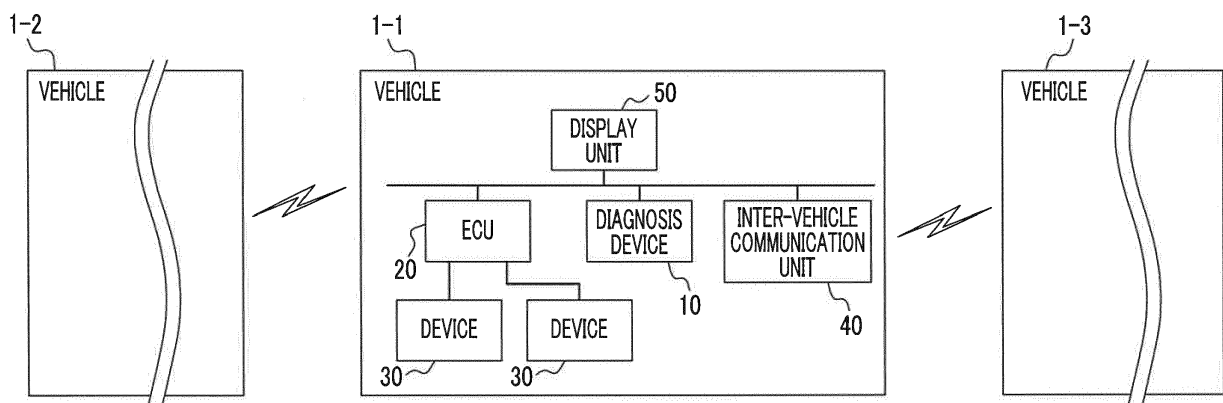 1-2
1-1
1-3
VEHICLE
VEHICLE
VEHICLE
50
DISPLAY
UNIT
ECU
DIAGNOSIS
DEVICE
INTER-VEHICLE
COMMUNICATION
UNIT
20
10
40
DEVICE
DEVICE
30
30